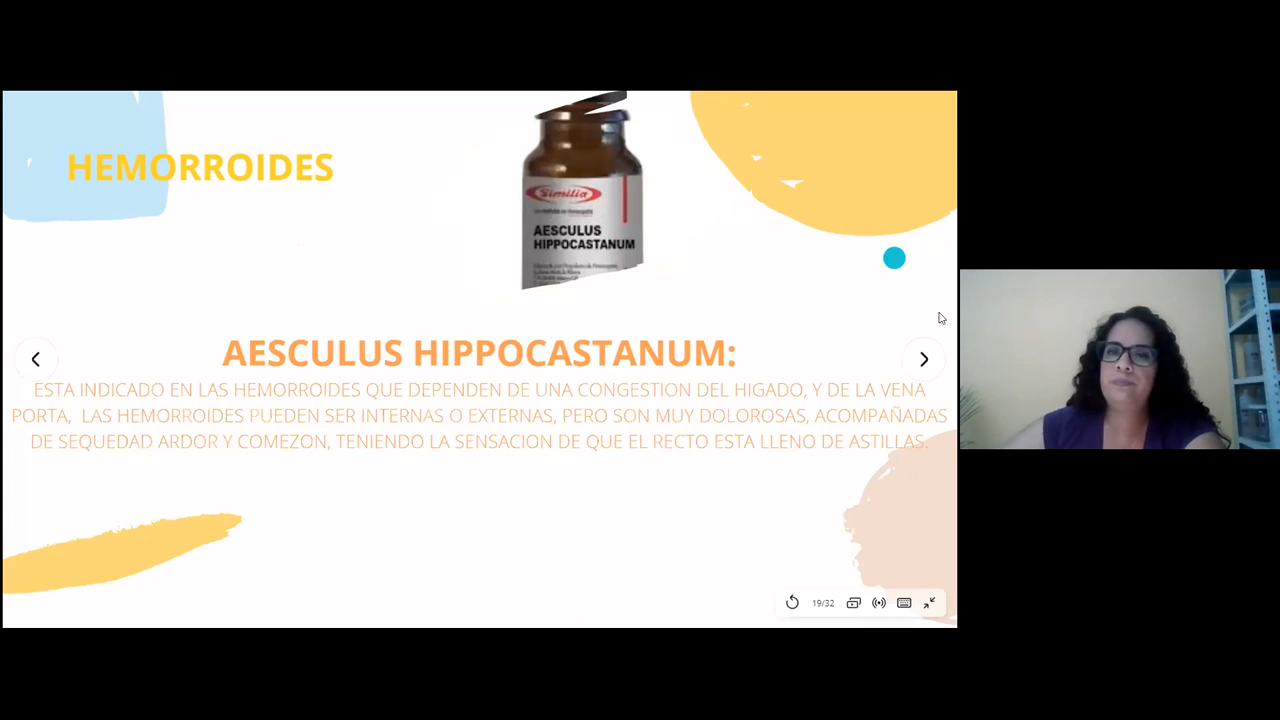 HEMORROIDES
Similia
AESCULUS
HIPPOCASTANUM
AESCULUS HIPPOCASTANUM:
ESTA INDICADO EN LAS HEMORROIDES QUE DEPENDEN DE UNA CONGESTION DEL HIGADO, Y DE LA VENA
PORTA, LAS HEMORROIDES PUEDEN SER INTERNAS O EXTERNAS, PERO SON MUY DOLOROSAS, ACOMPAÑADAS
DE SEQUEDAD ARDOR Y COMEZON, TENIENDO LA SENSACION DE QUE EL RECTO ESTA LLENO DE ASTILLAS.
19/32